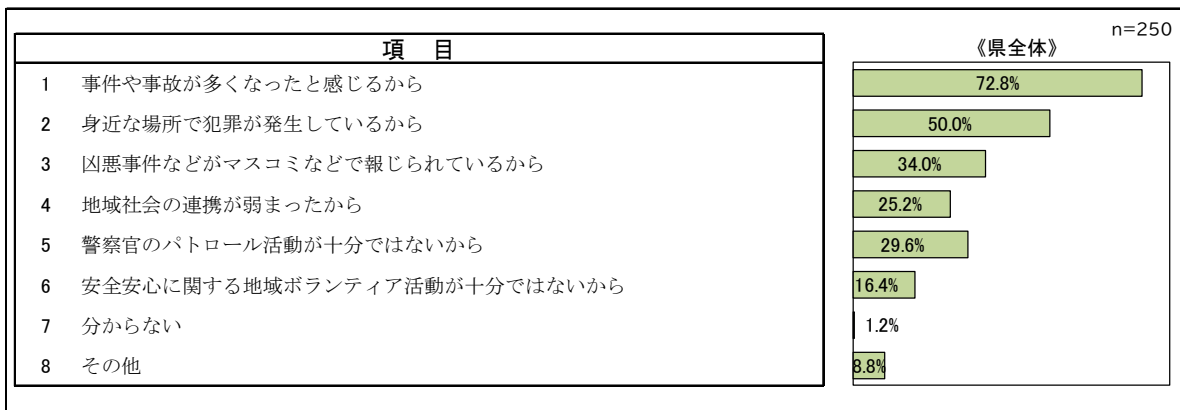 n=250
項 目 《県全体》
1 事件や事故が多くなったと感じるから 72.8%
2 身近な場所で犯罪が発生しているから 50.0%
3 凶悪事件などがマスコミなどで報じられているから 34.0%
4 地域社会の連携が弱まったから 25.2%
5 警察官のパトロール活動が十分ではないから 29.6%
6 安全安心に関する地域ボランティア活動が十分ではないから 16.4%
7 分からない 1.2%
8 その他 8.8%